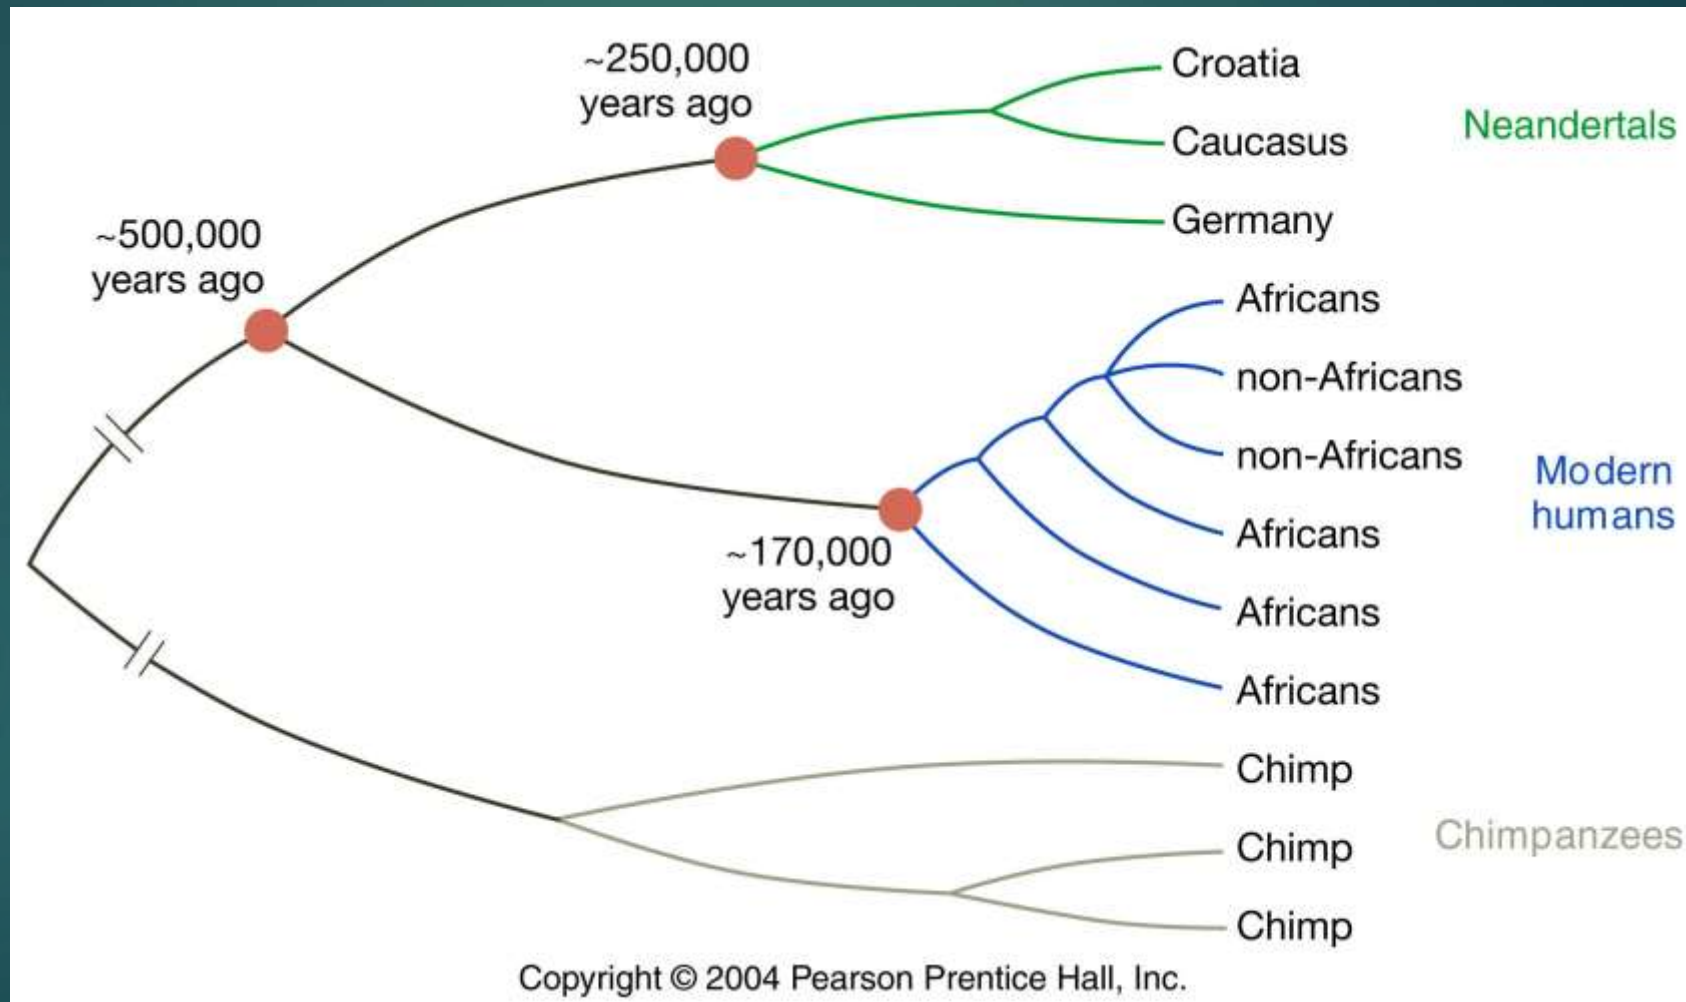 ~250,000
years ago
Croatia
Neandertals
Caucasus
Germany
~500,000
years ago
Africans
non-Africans
non-Africans
Modern
humans
Africans
~170,000
years ago
Africans
Africans
Chimp
Chimpanzees
Chimp
Chimp
Copyright © 2004 Pearson Prentice Hall, Inc.